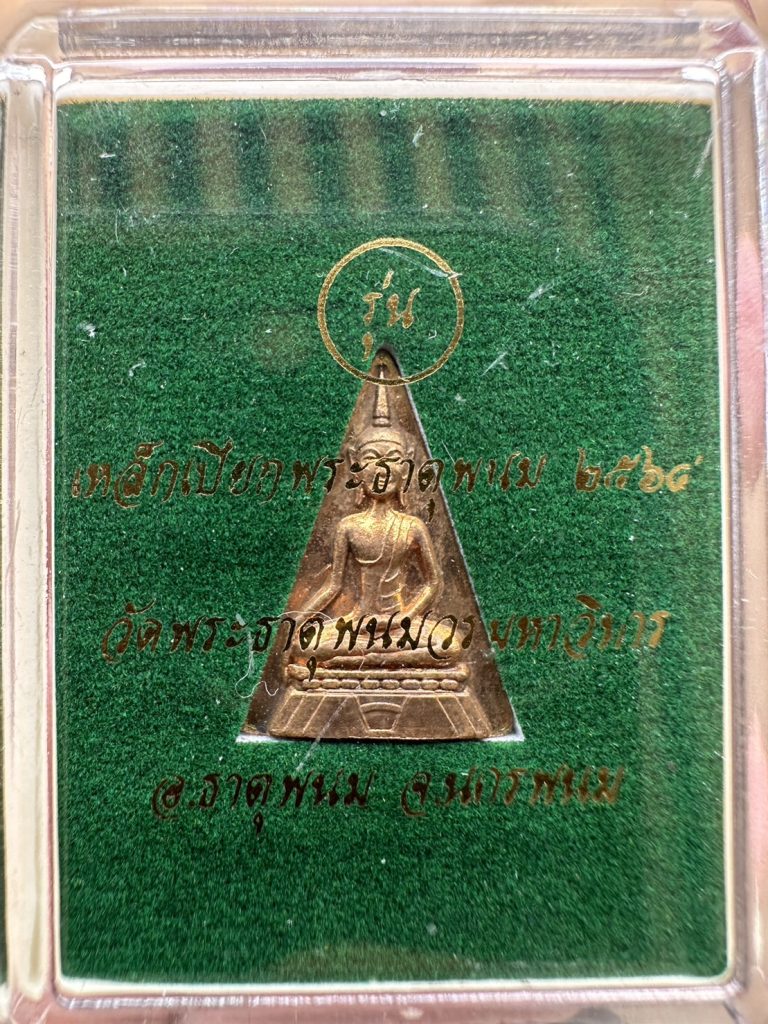 รุ่น
เหล็กเปียกพระธาตุพนม ๒๕๖๔
วัดพระธาตุพนมวรมหาวิหาร
อ.ธาตุพนม จ.นครพนม